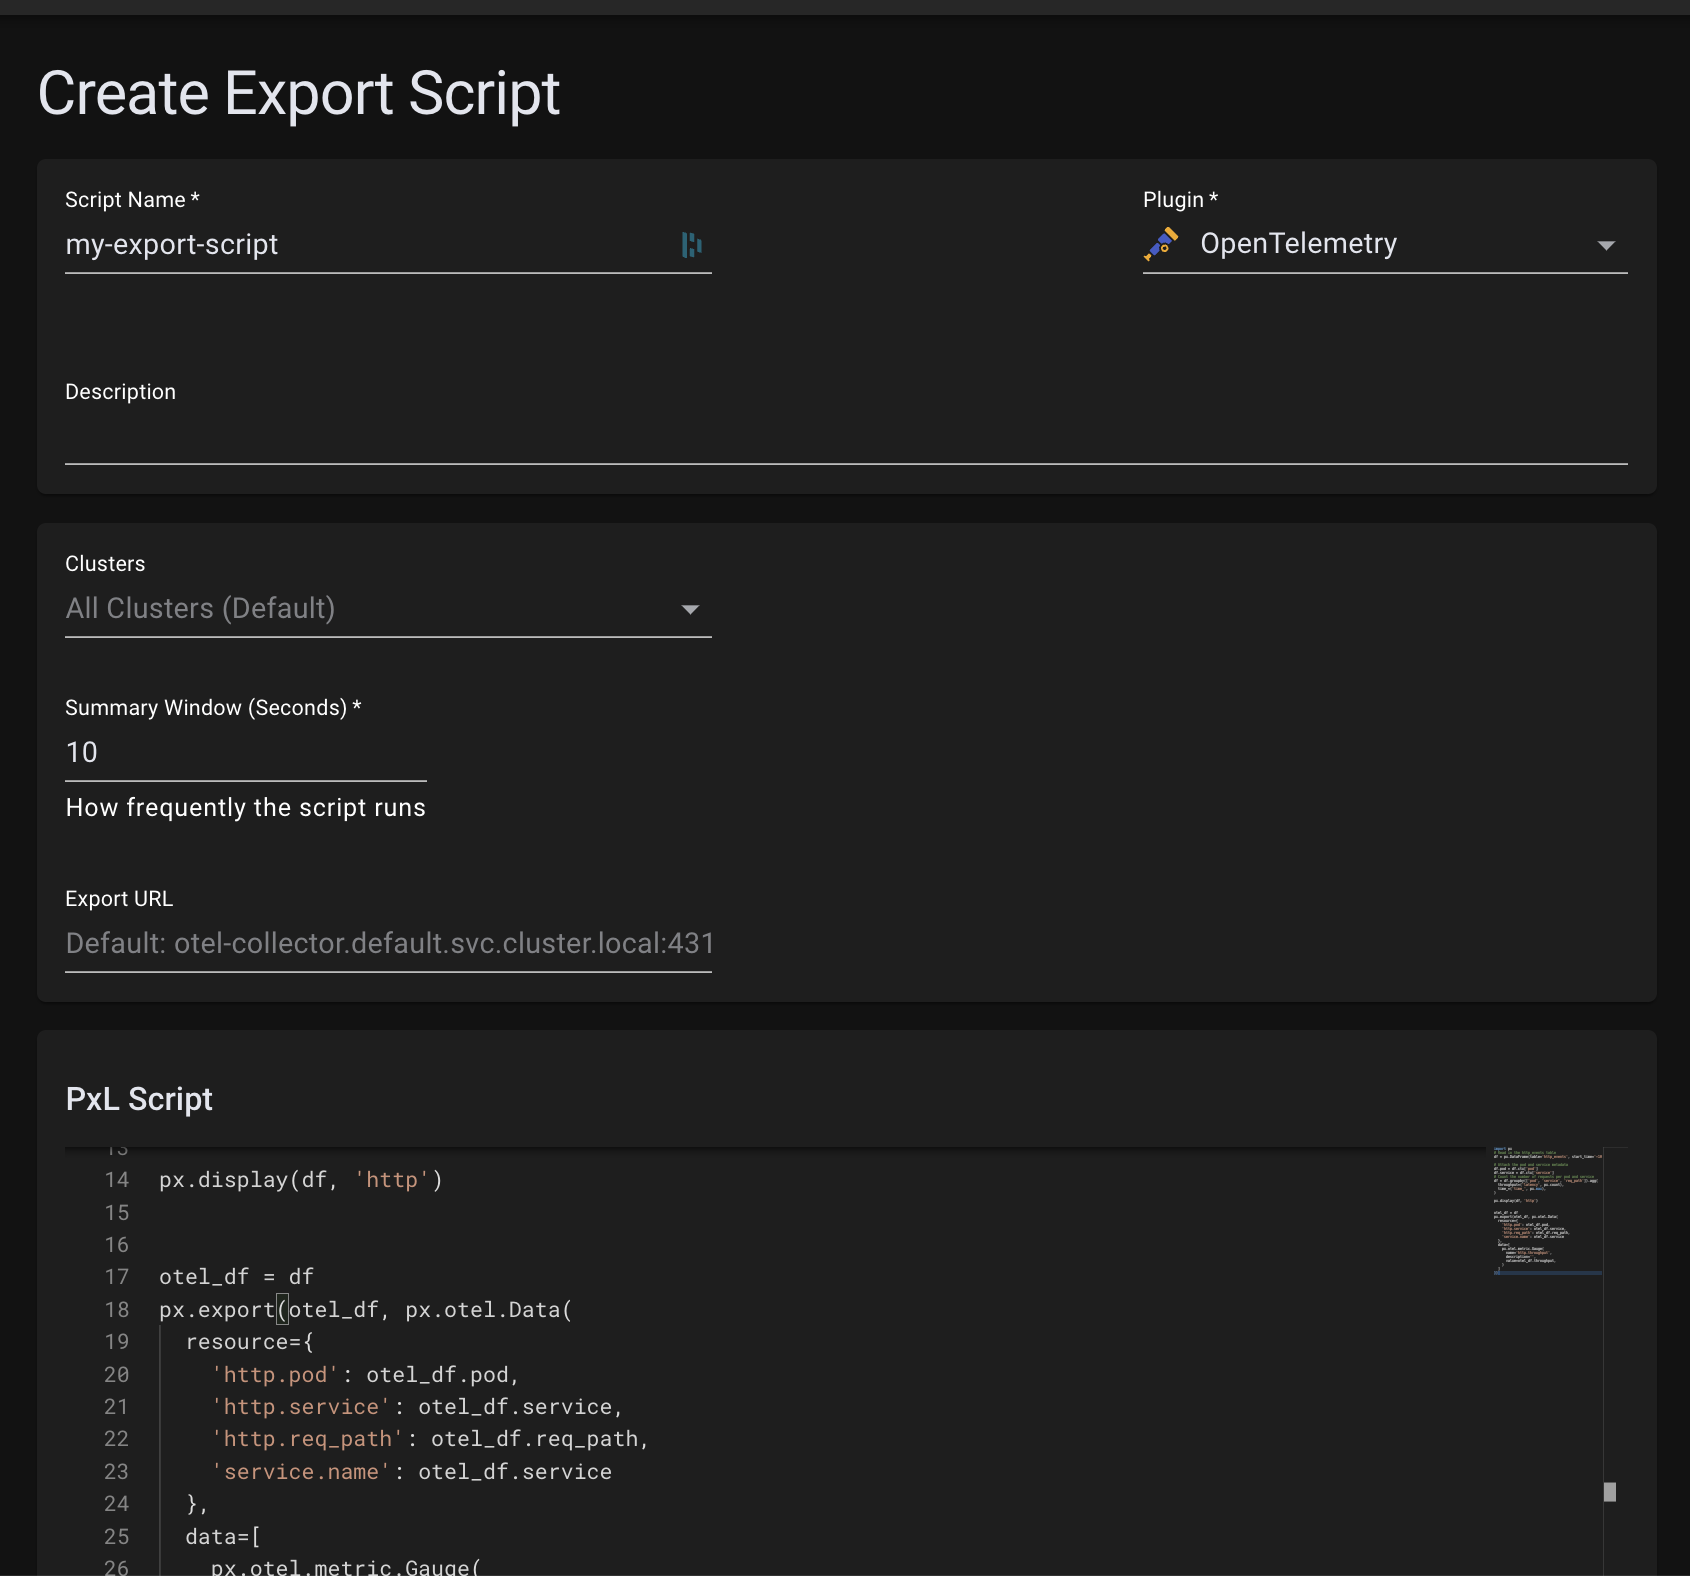 Create Export Script
Script Name *
Plugin *
my-export-script
OpenTelemetry
Description
Clusters
All Clusters (Default)
Summary Window (Seconds) *
10
How frequently the script runs
Export URL
Default: otel-collector.default.svc.cluster.local:431
PxL Script
13
14 px.display(df, 'http')
15
16
17 otel_df = df
18 px.export(otel_df, px.otel.Data(
19 resource={
20 'http.pod': otel_df.pod,
21 'http.service': otel_df.service,
22 'http.req_path': otel_df.req_path,
23 'service.name': otel_df.service
24 },
25 data=[
26 px.otel.metric.Gauge(